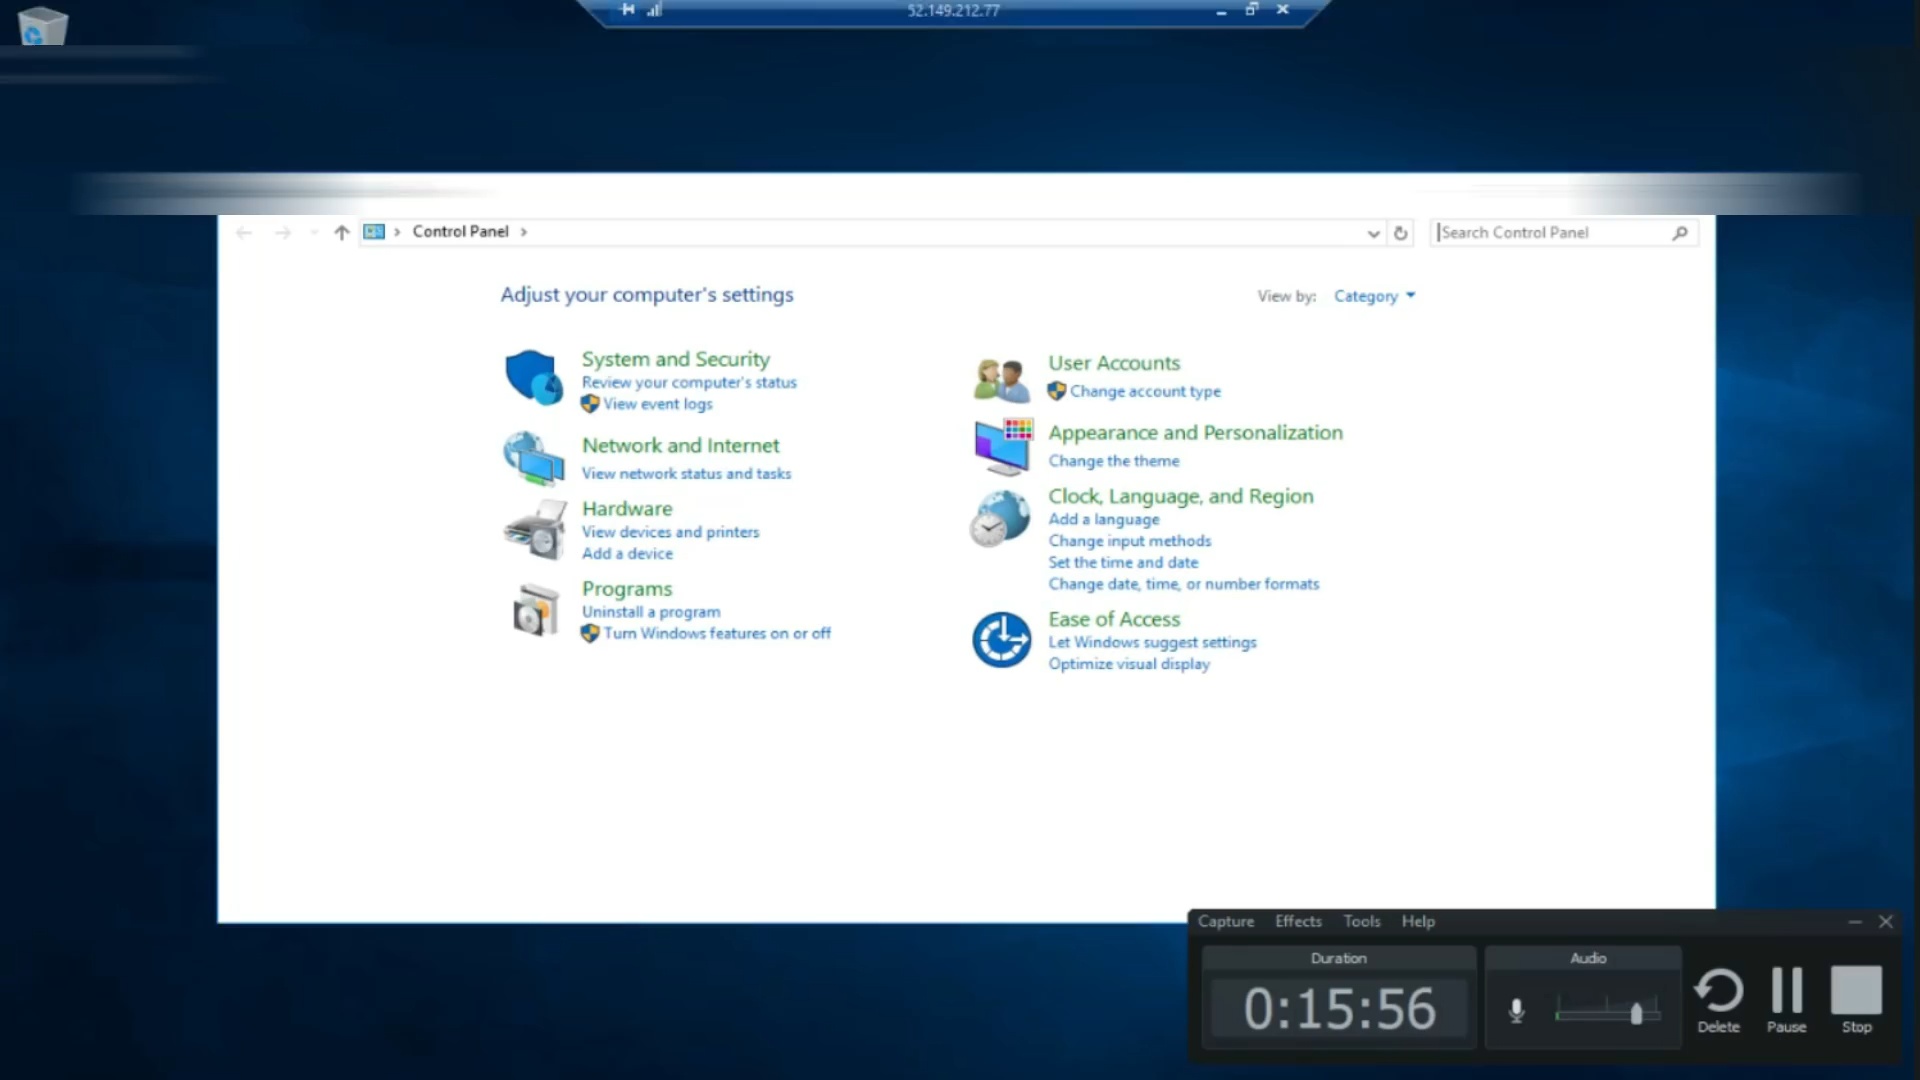 52.149.212.77
Control Panel
Search Control Panel
Adjust your computer's settings
View by: Category
System and Security
Review your computer's status
View event logs
Network and Internet
View network status and tasks
Hardware
View devices and printers
Add a device
Programs
Uninstall a program
Turn Windows features on or off
User Accounts
Change account type
Appearance and Personalization
Change the theme
Clock, Language, and Region
Add a language
Change input methods
Set the time and date
Change date, time, or number formats
Ease of Access
Let Windows suggest settings
Optimize visual display
Capture Effects Tools Help
Duration
Audio
0:15:56
Delete
Pause
Stop